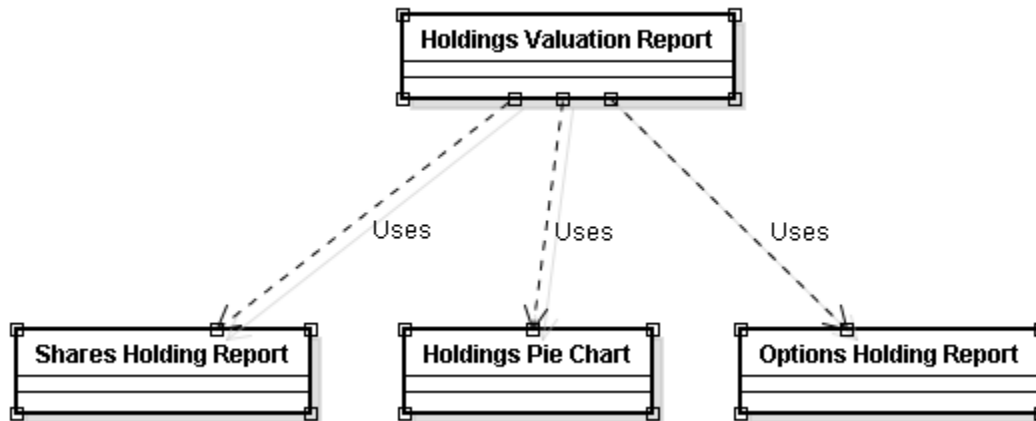 Holdings Valuation Report
Uses
Uses
Uses
Shares Holding Report
Holdings Pie Chart
Options Holding Report